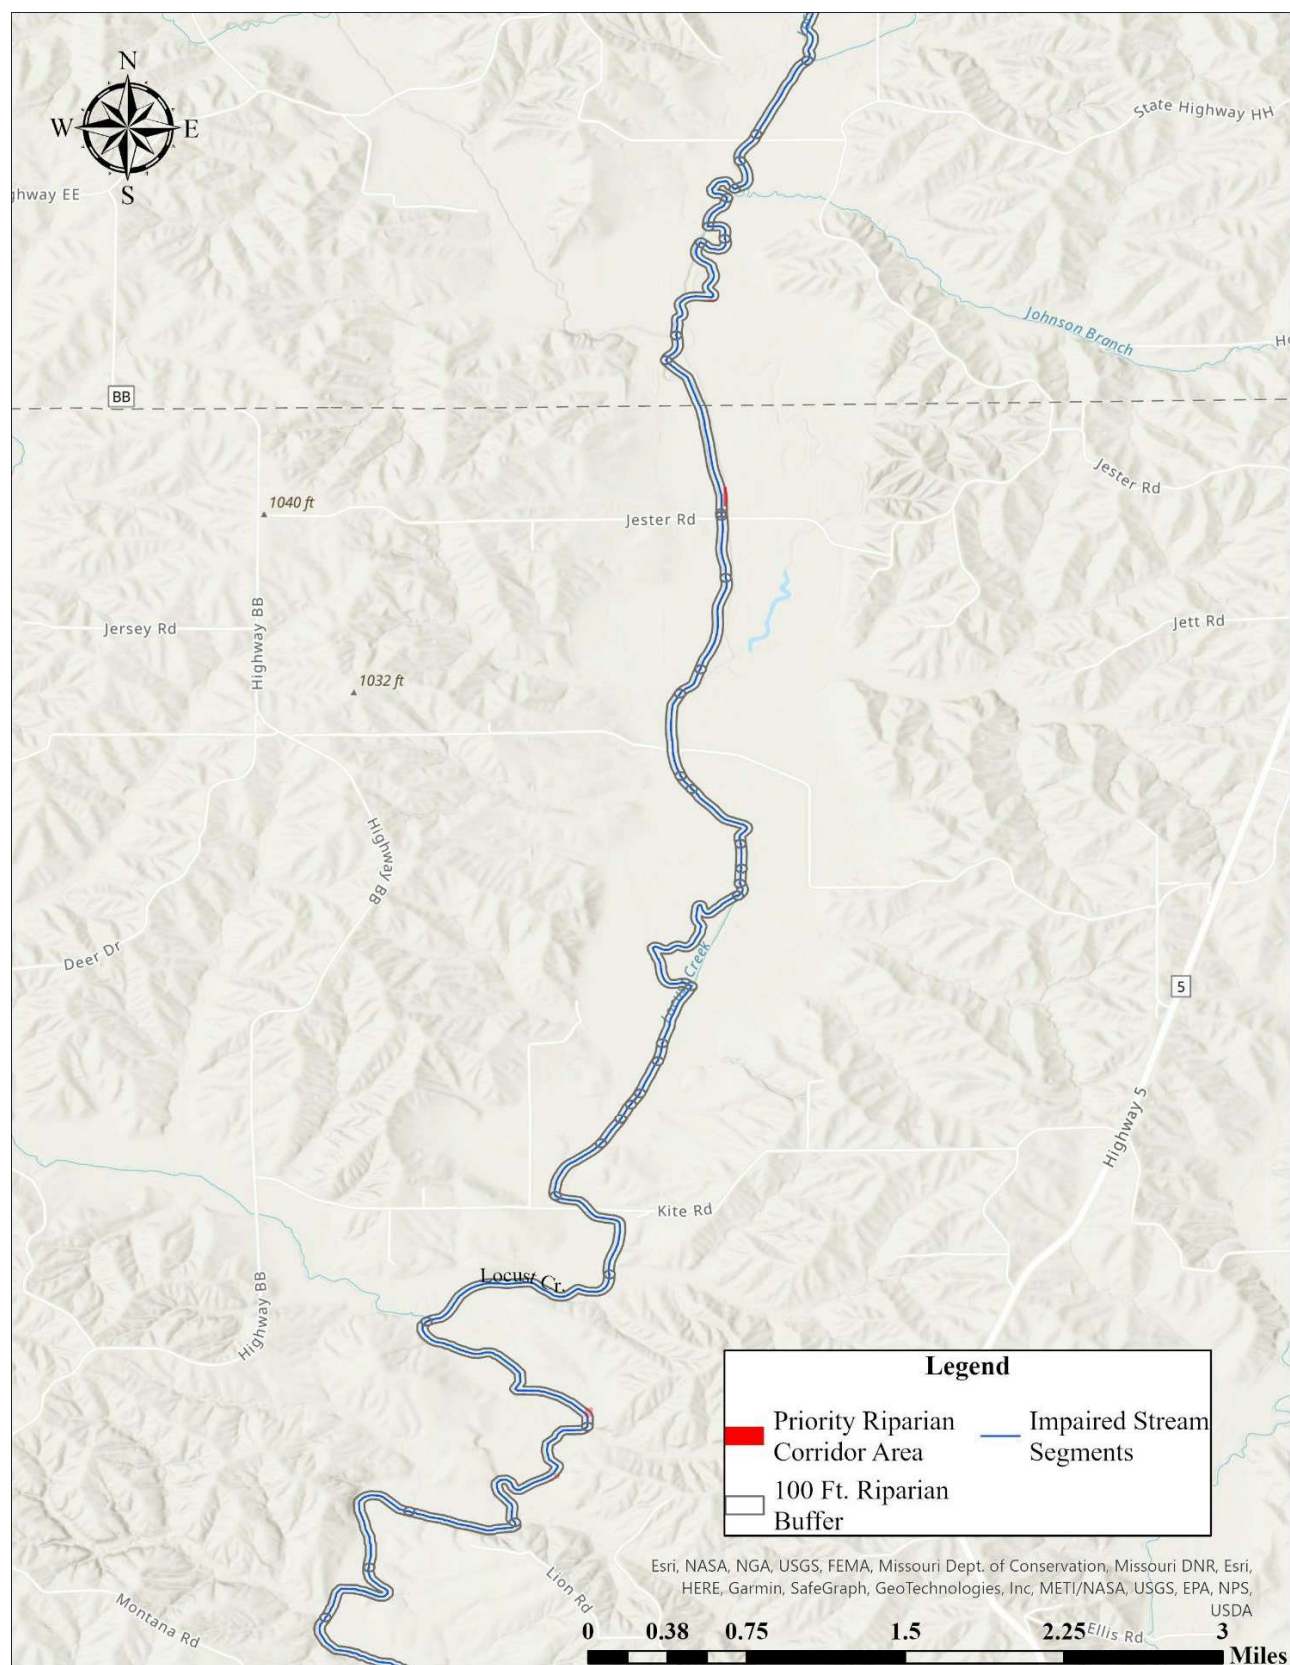 N
W E
S
State Highway HH
ghway EE
Johnson Branch
Ho
BB
Jester Rd
1040 ft
Jester Rd
Highway BB
Jersey Rd
Jett Rd
1032 ft
Highway BB
Deer Dr
Creek
5
Highway 5
Kite Rd
Locust Cr.
Highway BB
Legend
Priority Riparian
Corridor Area
Impaired Stream
Segments
100 Ft. Riparian
Buffer
Esri, NASA, NGA, USGS, FEMA, Missouri Dept. of Conservation, Missouri DNR, Esri,
HERE, Garmin, SafeGraph, GeoTechnologies, Inc, METI/NASA, USGS, EPA, NPS,
USDA
Lion Rd
Montana Rd
Ellis Rd
0 0.38 0.75 1.5 2.25 3
Miles